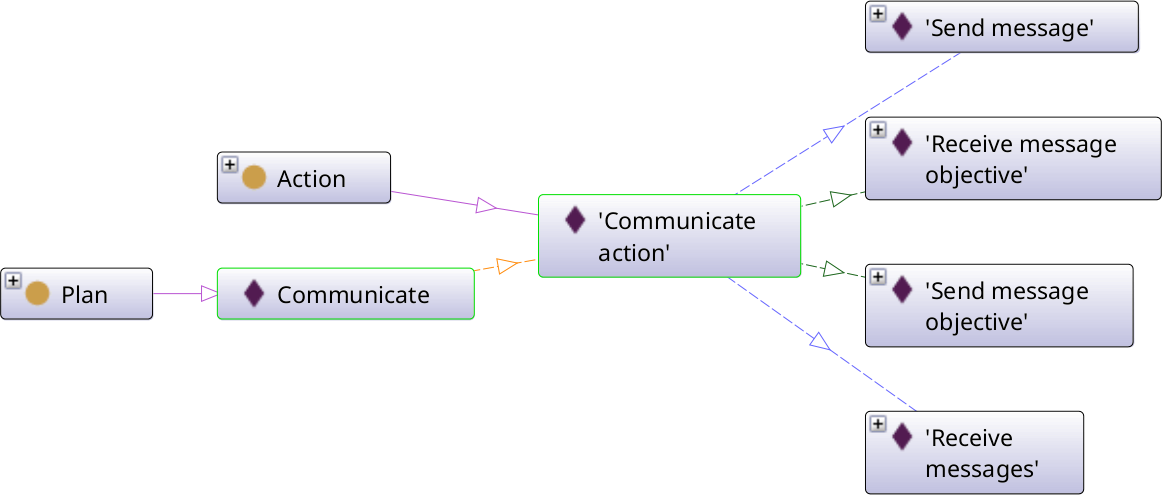 'Send message'
'Receive message
objective'
Action
'Communicate
action'
Plan
Communicate
'Send message
objective'
'Receive
messages'